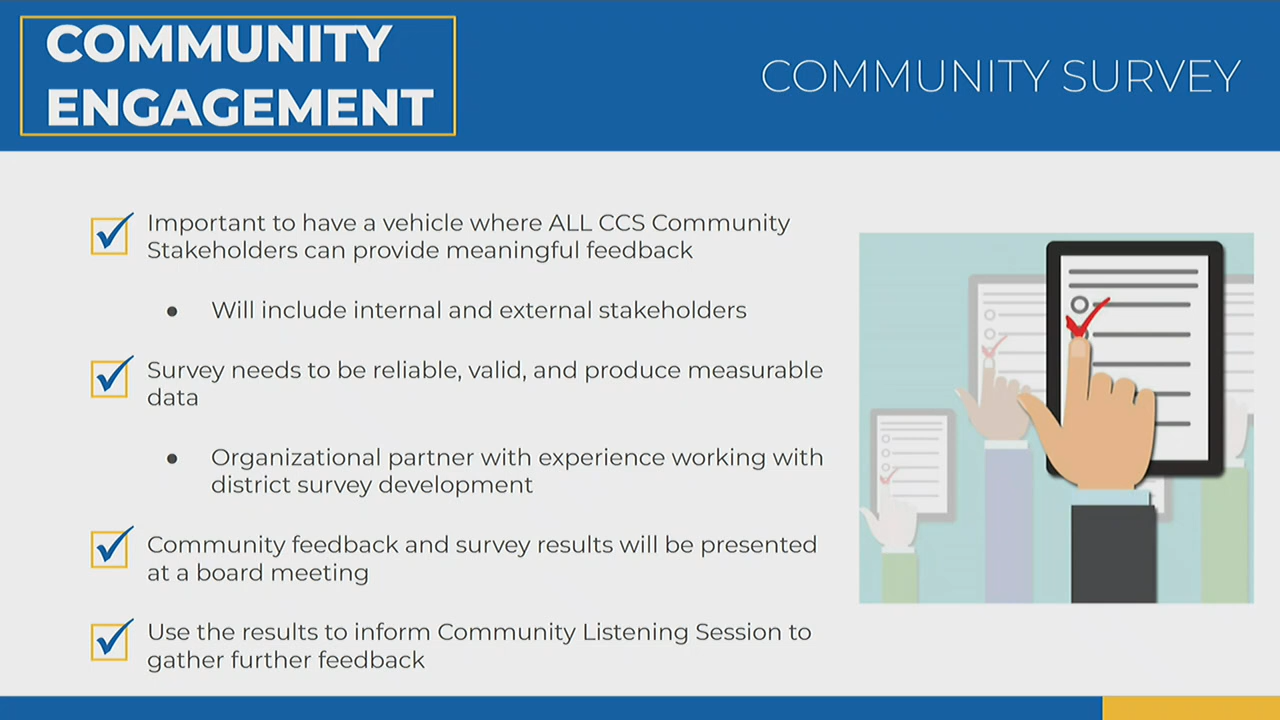 COMMUNITY
ENGAGEMENT
COMMUNITY SURVEY
Important to have a vehicle where ALL CCS Community
Stakeholders can provide meaningful feedback
● Will include internal and external stakeholders
Survey needs to be reliable, valid, and produce measurable
data
● Organizational partner with experience working with
district survey development
Community feedback and survey results will be presented
at a board meeting
Use the results to inform Community Listening Session to
gather further feedback